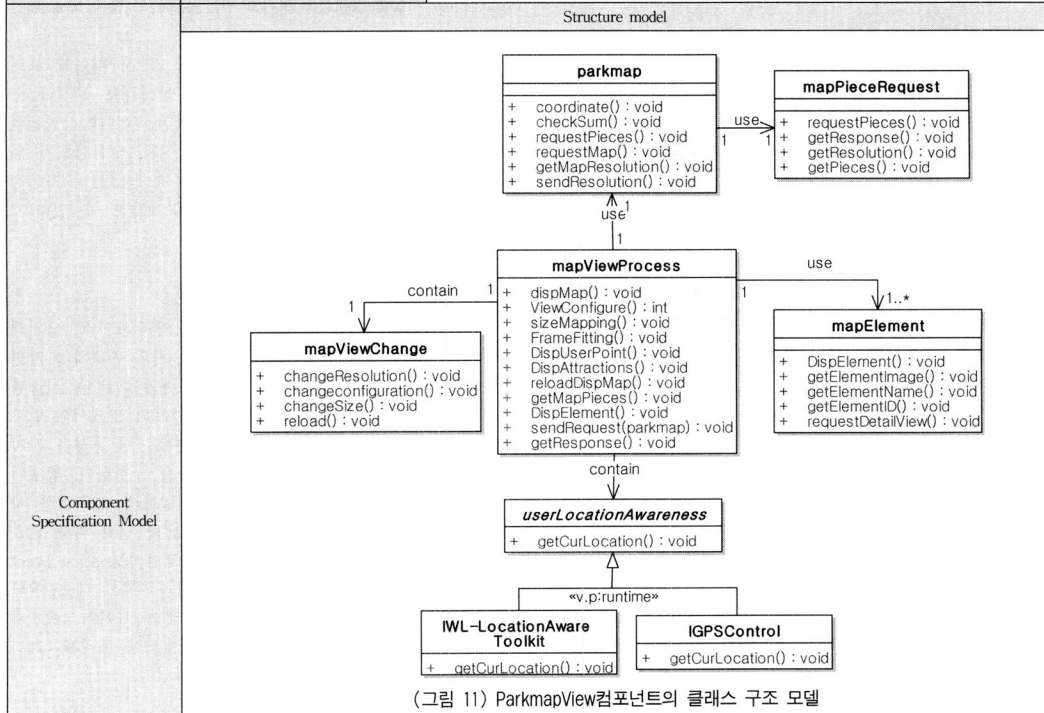 Structure model
Component
Specification Model
parkmap
+ coordinate() : void
+ checkSum() : void
+ requestPieces() : void
+ requestMap() : void
+ getMapResolution() : void
+ sendResolution() : void
use
1
1
mapPieceRequest
+ requestPieces() : void
+ getResponse() : void
+ getResolution() : void
+ getPieces() : void
use
1
1
mapViewProcess
+ dispMap() : void
+ ViewConfigure() : int
+ sizeMapping() : void
+ FrameFitting() : void
+ DispUserPoint() : void
+ DispAttractions() : void
+ reloadDispMap() : void
+ getMapPieces() : void
+ DispElement() : void
+ sendRequest(parkmap) : void
+ getResponse() : void
contain
1
1
mapViewChange
+ changeResolution() : void
+ changeconfiguration() : void
+ changeSize() : void
+ reload() : void
use
1
1..*
mapElement
+ DispElement() : void
+ getElementImage() : void
+ getElementName() : void
+ getElementID() : void
+ requestDetailView() : void
contain
userLocationAwareness
+ getCurLocation() : void
«v.p:runtime»
IWL-LocationAware
Toolkit
+ getCurLocation() : void
IGPSControl
+ getCurLocation() : void
(그림 11) ParkmapView컴포넌트의 클래스 구조 모델